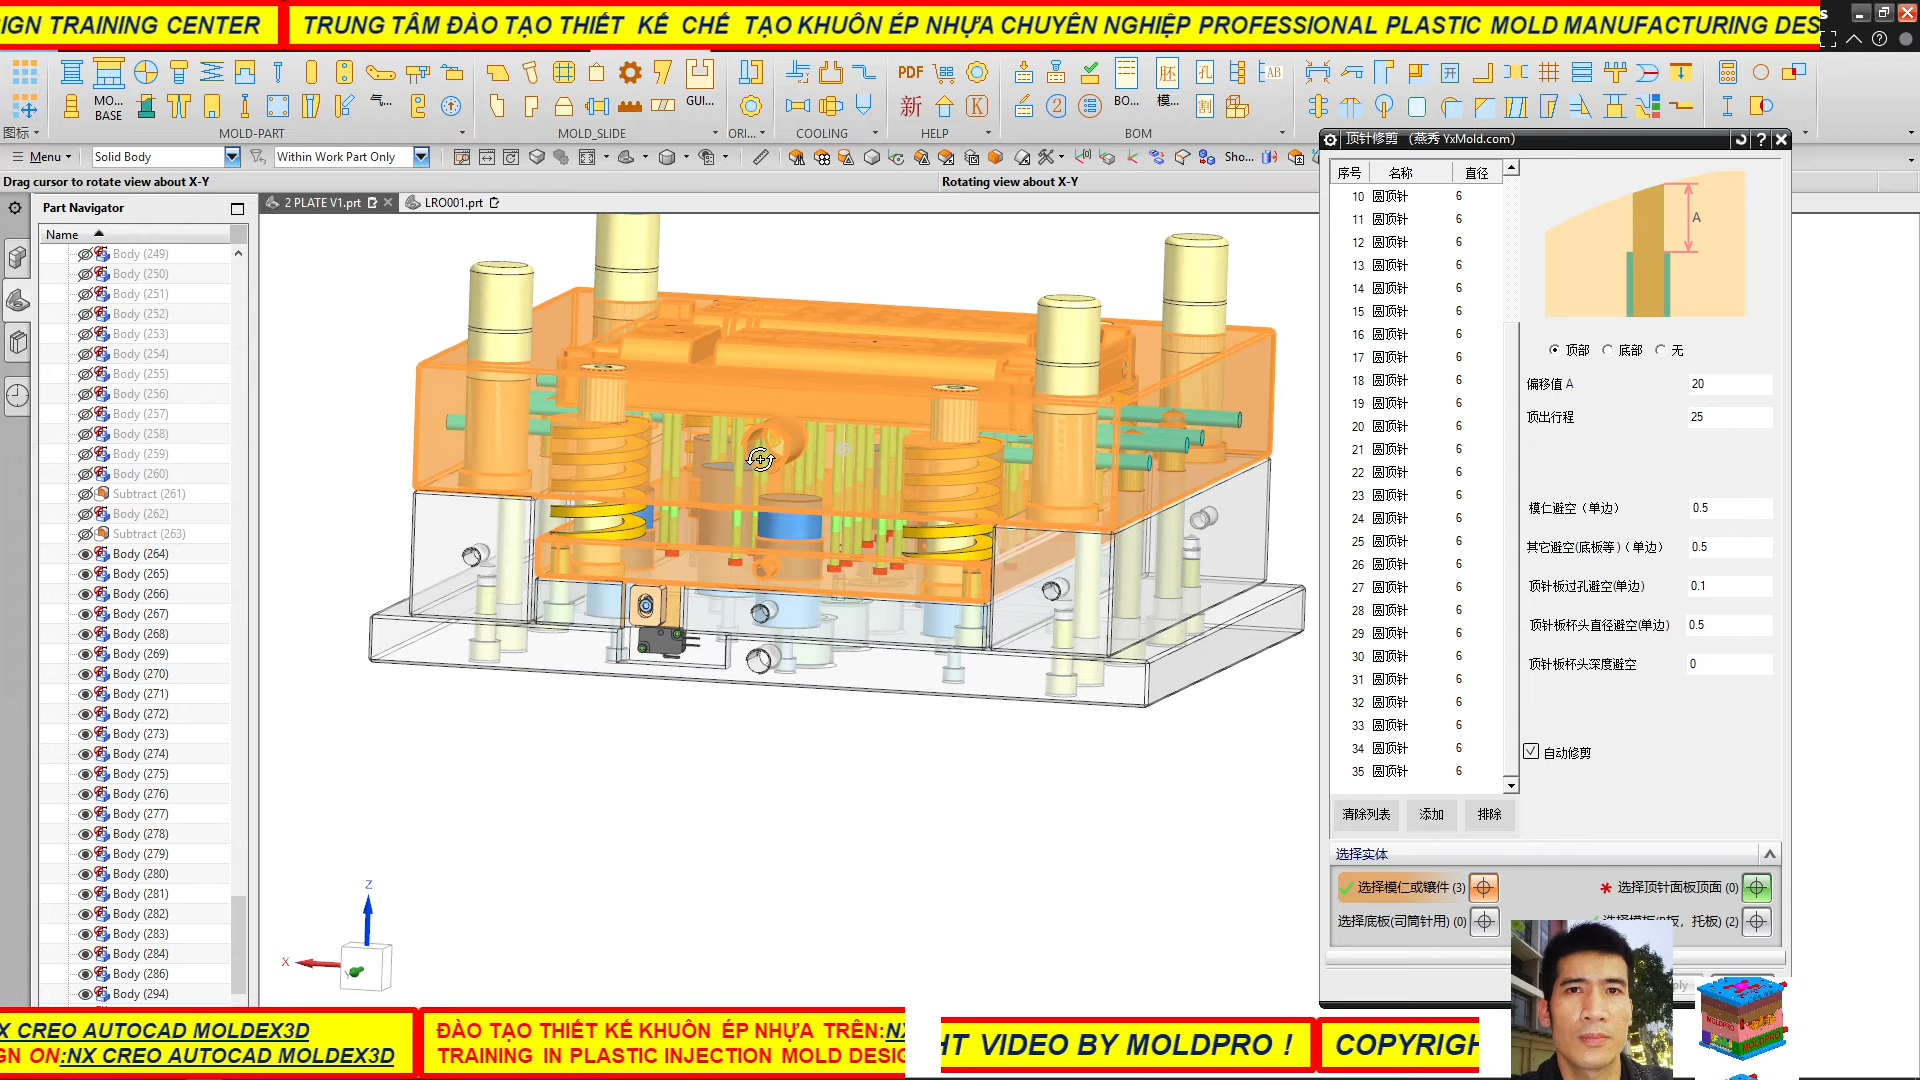 IGN TRAINING CENTER
TRUNG TÂM ĐÀO TẠO THIẾT KẾ CHẾ TẠO KHUÔN ÉP NHỰA CHUYÊN NGHIỆP PROFESSIONAL PLASTIC MOLD MANUFACTURING DES
s
PDF
AB
MO...
BASE
GUI...
BO...
模...
图标
MOLD-PART
MOLD_SLIDE
ORI...
COOLING
HELP
BOM
Menu
Solid Body
Within Work Part Only
Sho...
Drag cursor to rotate view about X-Y
Rotating view about X-Y
Part Navigator
2 PLATE V1.prt
LRO001.prt
Name
Body (249)
Body (250)
Body (251)
Body (252)
Body (253)
Body (254)
Body (255)
Body (256)
Body (257)
Body (258)
Body (259)
Body (260)
Subtract (261)
Body (262)
Subtract (263)
Body (264)
Body (265)
Body (266)
Body (267)
Body (268)
Body (269)
Body (270)
Body (271)
Body (272)
Body (273)
Body (274)
Body (275)
Body (276)
Body (277)
Body (278)
Body (279)
Body (280)
Body (281)
Body (282)
Body (283)
Body (284)
Body (286)
Body (294)
Z
X
Y
顶针修剪 （燕秀 YxMold.com）
序号 名称 直径
10 圆顶针 6
11 圆顶针 6
12 圆顶针 6
13 圆顶针 6
14 圆顶针 6
15 圆顶针 6
16 圆顶针 6
17 圆顶针 6
18 圆顶针 6
19 圆顶针 6
20 圆顶针 6
21 圆顶针 6
22 圆顶针 6
23 圆顶针 6
24 圆顶针 6
25 圆顶针 6
26 圆顶针 6
27 圆顶针 6
28 圆顶针 6
29 圆顶针 6
30 圆顶针 6
31 圆顶针 6
32 圆顶针 6
33 圆顶针 6
34 圆顶针 6
35 圆顶针 6
A
顶部 底部 无
偏移值 A 20
顶出行程 25
模仁避空（单边） 0.5
其它避空(底板等)（单边） 0.5
顶针板过孔避空(单边) 0.1
顶针板杯头直径避空(单边) 0.5
顶针板杯头深度避空 0
自动修剪
清除列表 添加 排除
选择实体
选择模仁或镶件 (3)
选择顶针面板顶面 (0)
选择底板(司筒针用) (0)
板，托板) (2)
X CREO AUTOCAD MOLDEX3D
GN ON:NX CREO AUTOCAD MOLDEX3D
ĐÀO TẠO THIẾT KẾ KHUÔN ÉP NHỰA TRÊN:NX
TRAINING IN PLASTIC INJECTION MOLD DESIG
HT VIDEO BY MOLDPRO !
COPYRIGH
MOLDPRO
MOLDPRO